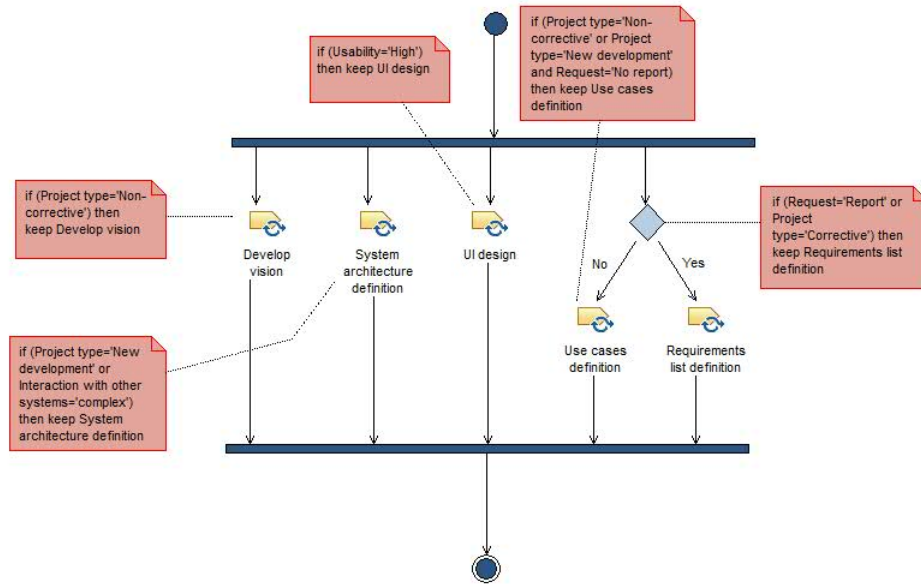 if (Usability='High')
then keep UI design
if (Project type='Non-
corrective' or Project
type='New development'
and Request='No report)
then keep Use cases
definition
if (Project type='Non-
corrective') then
keep Develop vision
if (Request='Report' or
Project
type='Corrective') then
keep Requirements list
definition
Develop
vision
System
architecture
definition
UI design
No
Yes
if (Project type='New
development' or
Interaction with other
systems='complex')
then keep System
architecture definition
Use cases
definition
Requirements
list definition